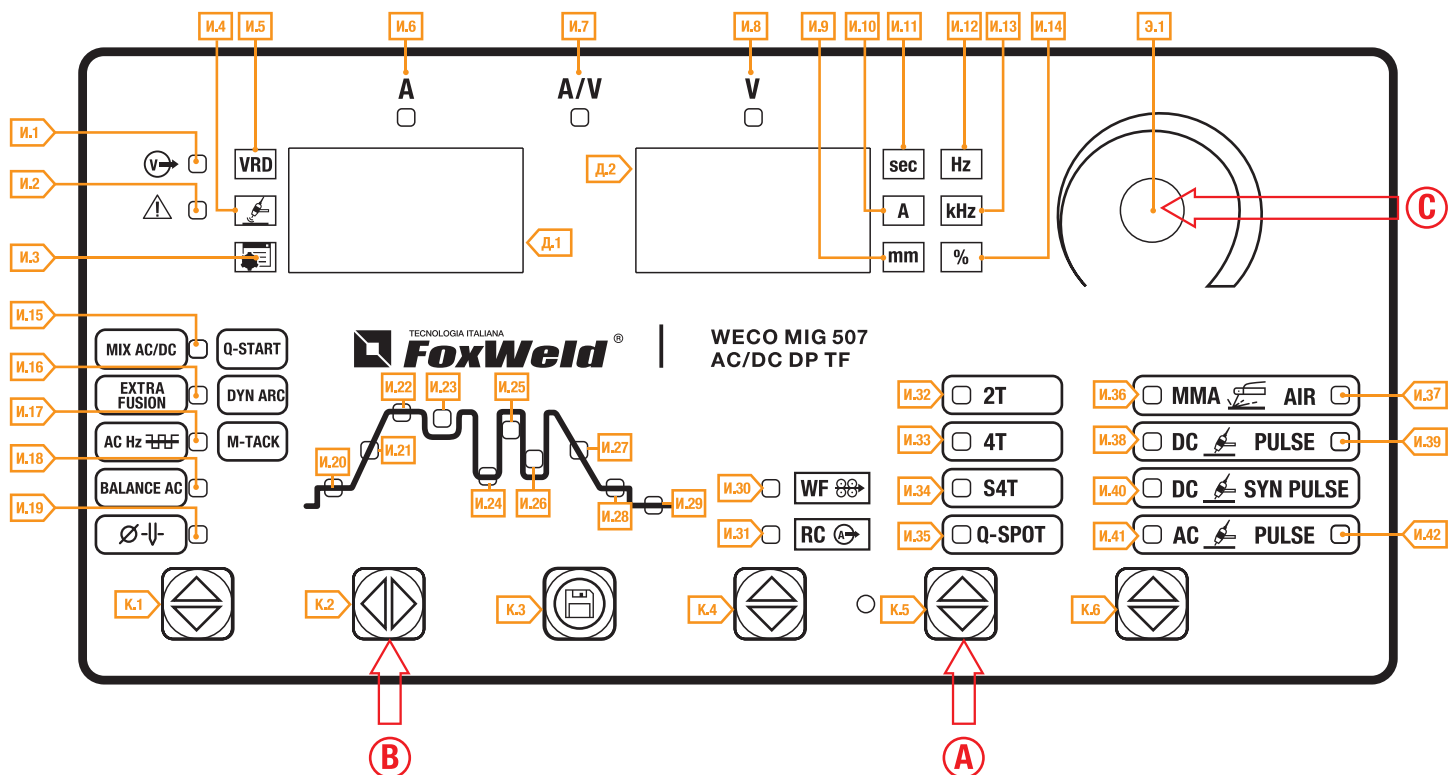 И.4 И.5 И.6 И.7 И.8 И.9 И.10 И.11 И.12 И.13 И.14 Э.1
A A/V V
И.1 V VRD Д.2 sec Hz
И.2 A kHz C
И.3 Д.1 mm %
И.15 MIX AC/DC Q-START
TECNOLOGIA ITALIANA
FoxWeld ®
WECO MIG 507
AC/DC DP TF
И.16 EXTRA
FUSION DYN ARC
И.17 AC Hz M-TACK
И.18 BALANCE AC
И.19 Ø
И.20 И.21 И.22 И.23 И.24 И.25 И.26 И.27 И.28 И.29
И.30 WF
И.31 RC A
И.32 2T
И.33 4T
И.34 S4T
И.35 Q-SPOT
И.36 MMA AIR И.37
И.38 DC PULSE И.39
И.40 DC SYN PULSE
И.41 AC PULSE И.42
К.1 К.2 К.3 К.4 К.5 К.6
B A